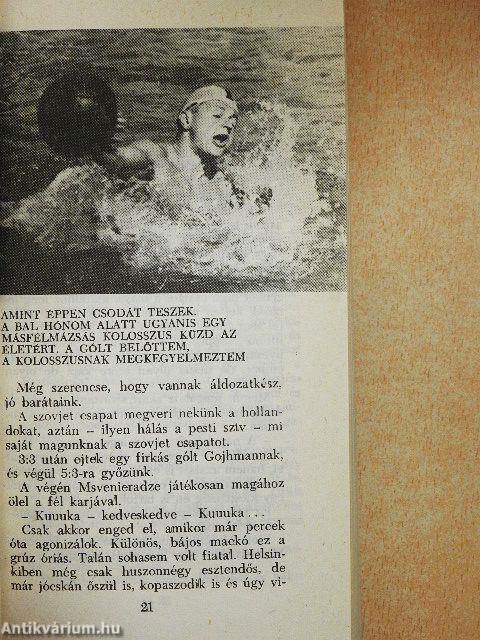 AMINT ÉPPEN CSODÁT TESZEK.
A BAL HÓNOM ALATT UGYANIS EGY
MÁSFÉLMÁZSÁS KOLOSSZUS KÜZD AZ
ÉLETÉRT. A GÓLT BELŐTTEM,
A KOLOSSZUSNAK MEGKEGYELMEZTEM
Még szerencse, hogy vannak áldozatkész,
jó barátaink.
A szovjet csapat megveri nekünk a hollan-
dokat, aztán – ilyen hálás a pesti szív – mi
saját magunknak a szovjet csapatot.
3:3 után ojtek egy firkás gólt Gojhmannak,
és végül 5:3-ra győzünk.
A végén Msvenieradze játékosan magához
ölel a fél karjával.
– Kuuuka – kedveskedve – Kuuuka . . .
Csak akkor enged el, amikor már percek
óta agonizálok. Különös, bájos mackó ez a
grúz óriás. Talán sohasem volt fiatal. Helsin-
kiben még csak huszonnégy esztendős, de
már jócskán őszül is, kopaszodik is és úgy vi-
21
Antikvárium.hu